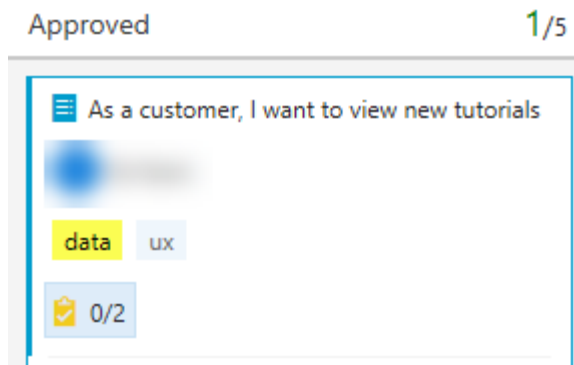 Approved 1/5
As a customer, I want to view new tutorials
data ux
0/2